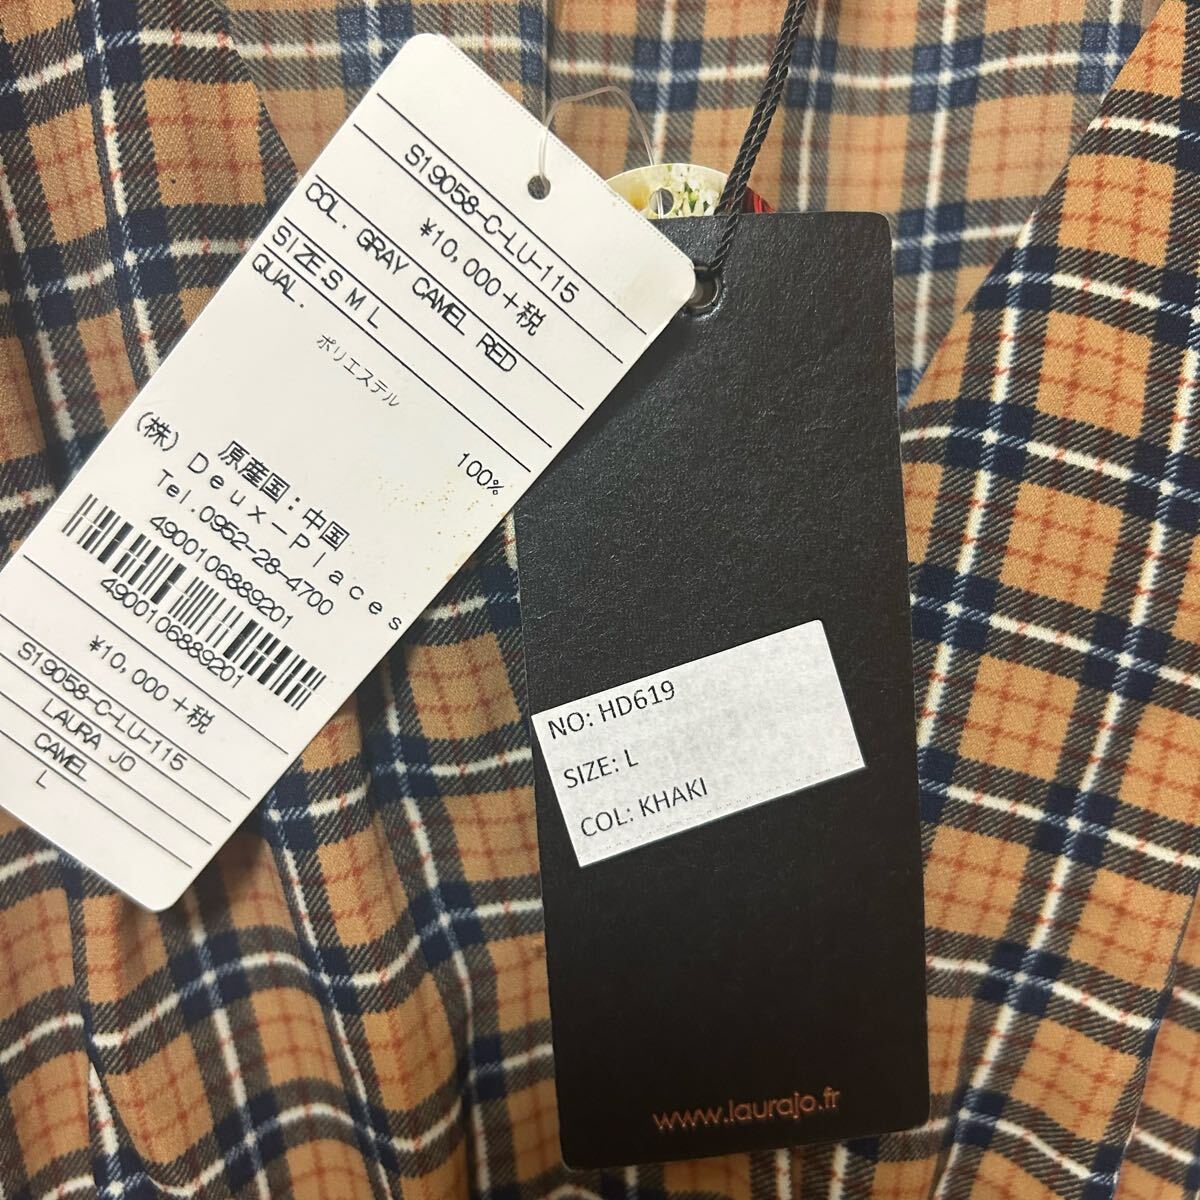 S19058-C-LU-115
¥10,000+税
COL. GRAY CAMEL RED
SIZE.S M L
QUAL.
ポリエステル
100%
原産国：中国
(株) Deux-Places
Tel.0952-28-4700
4900106889201
4900106889201
¥10,000+税
S19058-C-LU-115
LAURA JO
CAMEL
L
NO: HD619
SIZE: L
COL: KHAKI
www.laurajo.fr